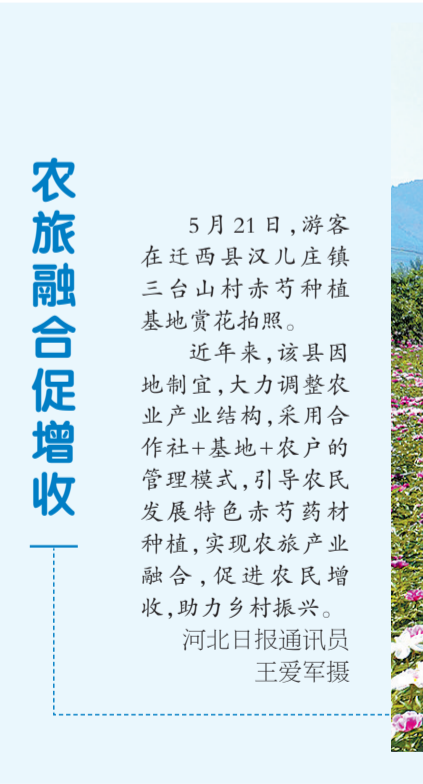 农旅融合促增收
5月21日,游客
在迁西县汉儿庄镇
三台山村赤芍种植
基地赏花拍照。
近年来,该县因
地制宜,大力调整农
业产业结构,采用合
作社+基地+农户的
管理模式,引导农民
发展特色赤芍药材
种植,实现农旅产业
融合,促进农民增
收,助力乡村振兴。
河北日报通讯员
王爱军摄